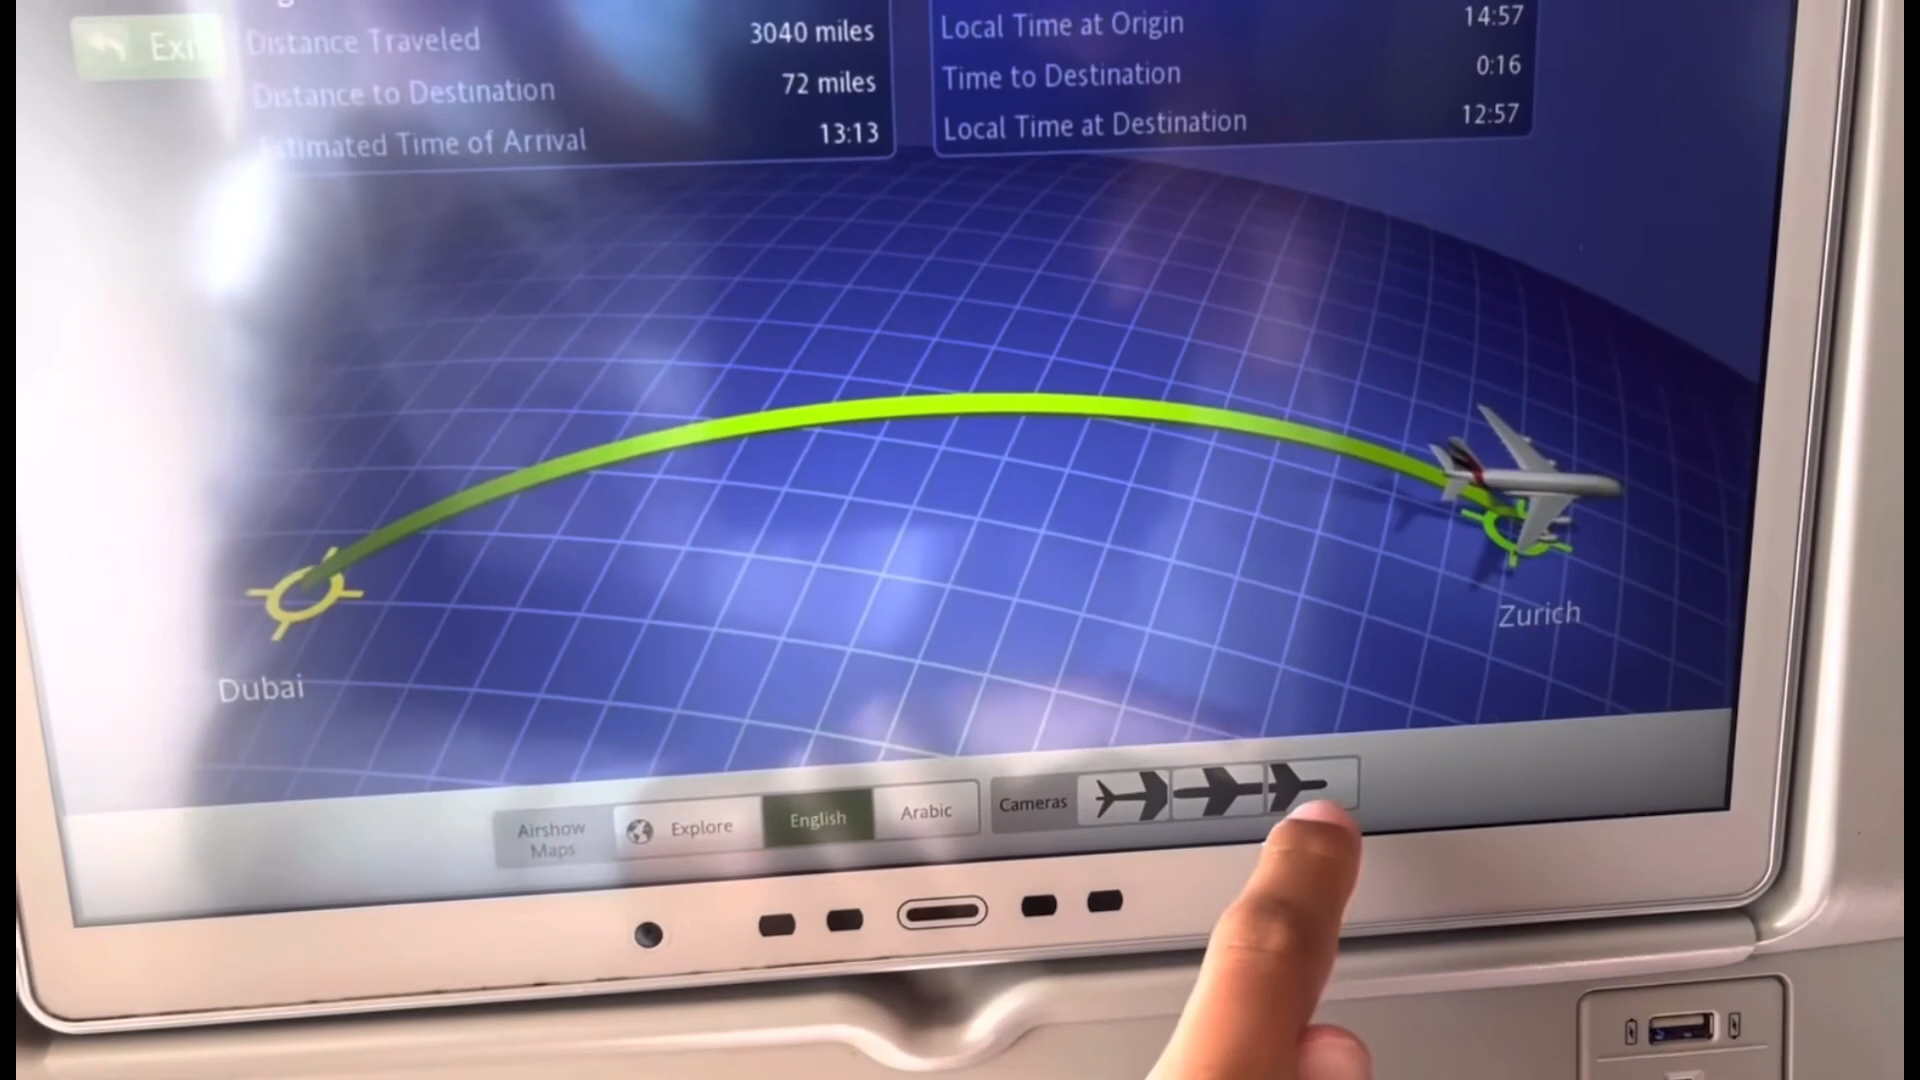 Exi
Distance Traveled 3040 miles
Distance to Destination 72 miles
Estimated Time of Arrival 13:13
Local Time at Origin 14:57
Time to Destination 0:16
Local Time at Destination 12:57
Dubai
Zurich
Airshow
Maps
Explore
English
Arabic
Cameras